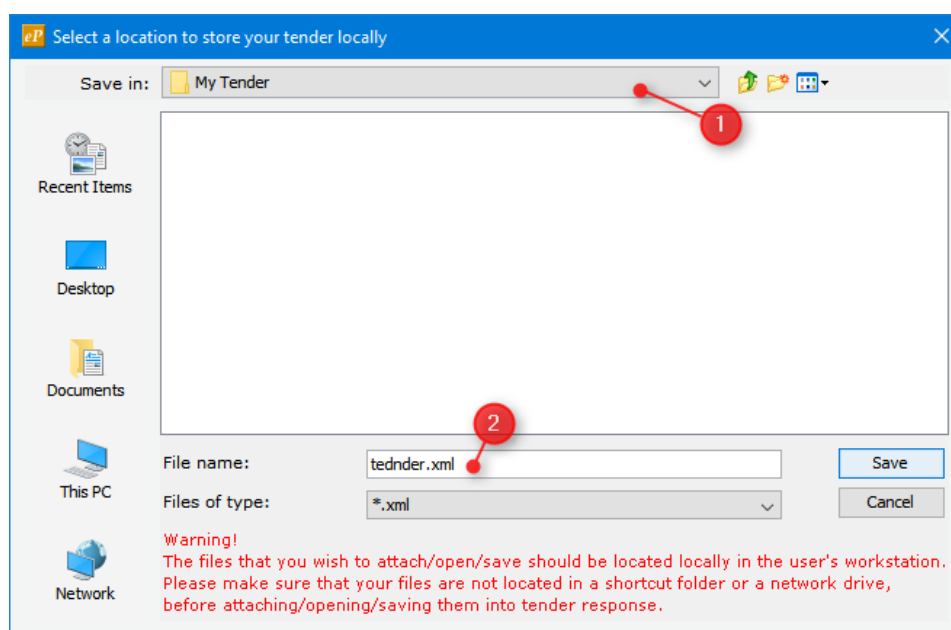 eP Select a location to store your tender locally
Save in: My Tender
1
Recent Items
Desktop
Documents
2
File name: tednder.xml Save
This PC
Files of type: *.xml Cancel
Warning!
The files that you wish to attach/open/save should be located locally in the user's workstation.
Please make sure that your files are not located in a shortcut folder or a network drive,
Network
before attaching/opening/saving them into tender response.